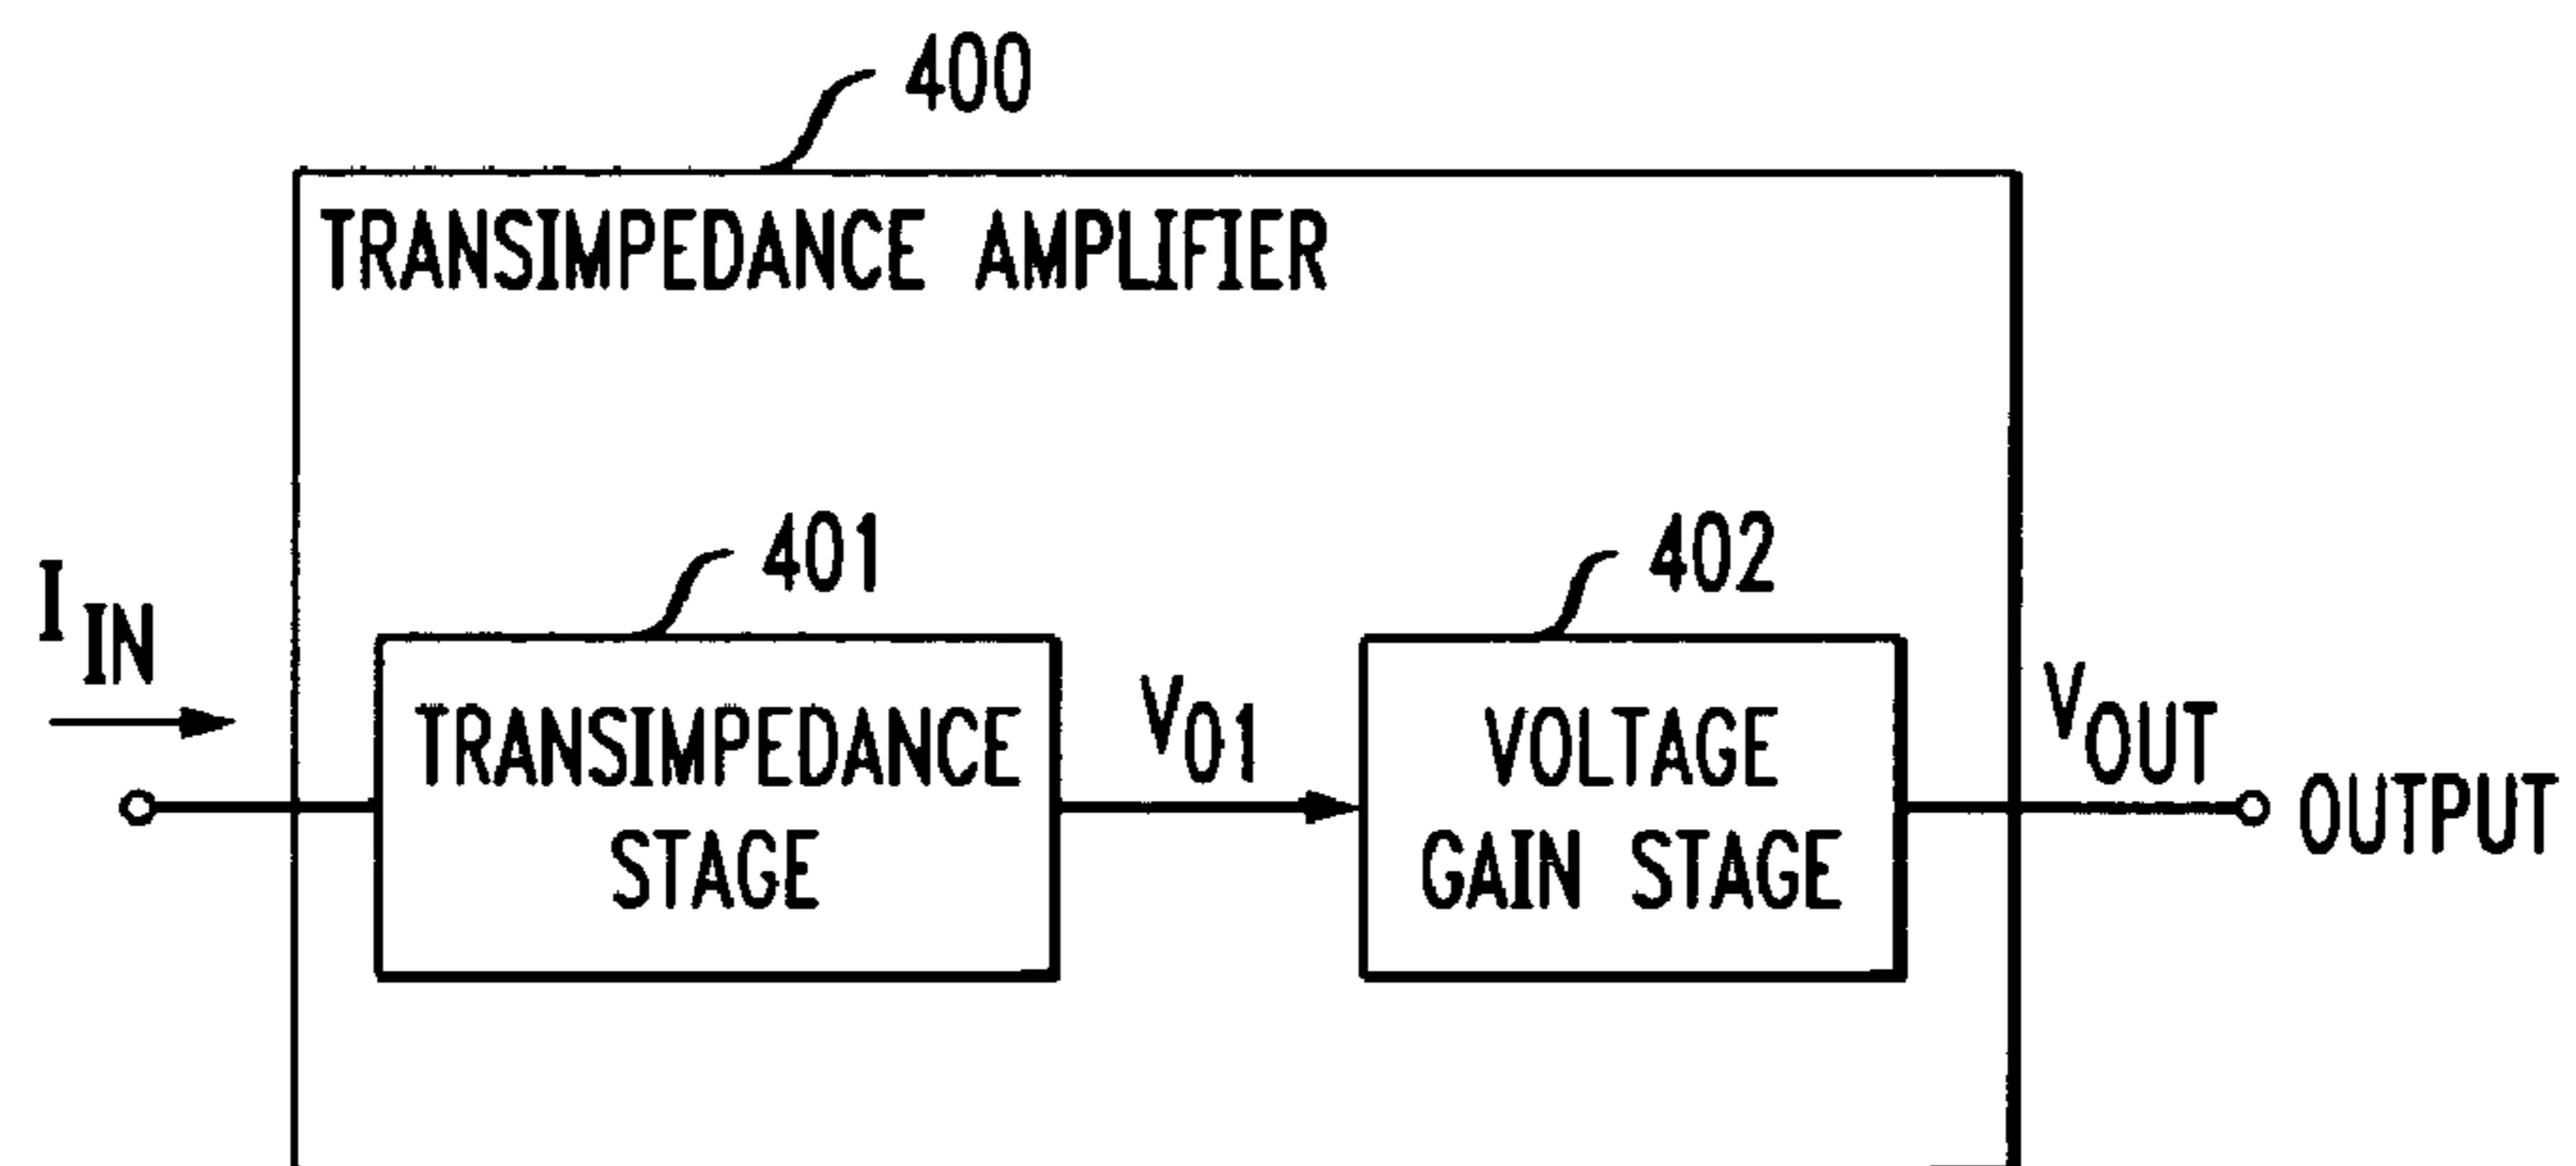 400
TRANSIMPEDANCE AMPLIFIER
401
402
I IN
TRANSIMPEDANCE
STAGE
V01
VOLTAGE
GAIN STAGE
VOUT
OUTPUT